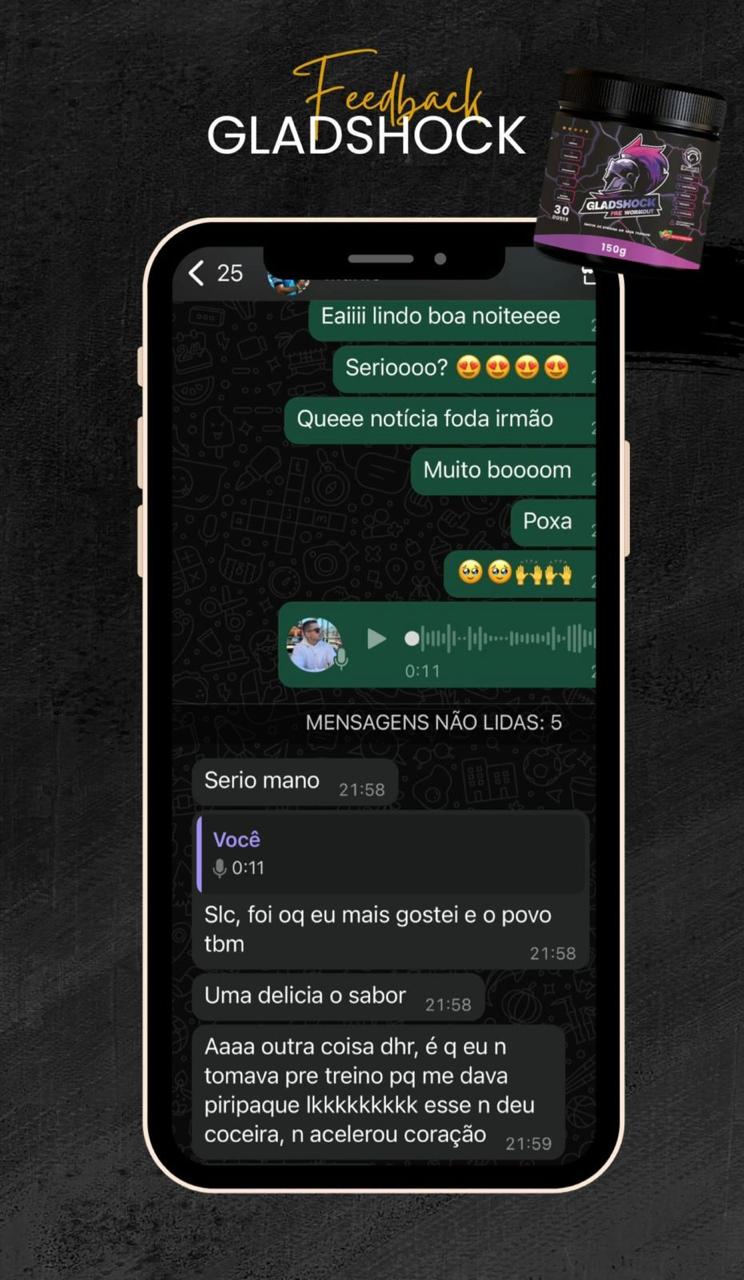 Feedback
GLADSHOCK
GLADSHOCK
PRE WORKOUT
30
DOSES
150g
25
Eaiiii lindo boa noiteeee
Serioooo? 😍😍😍😍
Queee notícia foda irmão
Muito boooom
Poxa
🥹🥹🙌🙌
0:11
MENSAGENS NÃO LIDAS: 5
Serio mano 21:58
Você
0:11
Slc, foi oq eu mais gostei e o povo
tbm 21:58
Uma delicia o sabor 21:58
Aaaa outra coisa dhr, é q eu n
tomava pre treino pq me dava
piripaque lkkkkkkkkk esse n deu
coceira, n acelerou coração 21:59